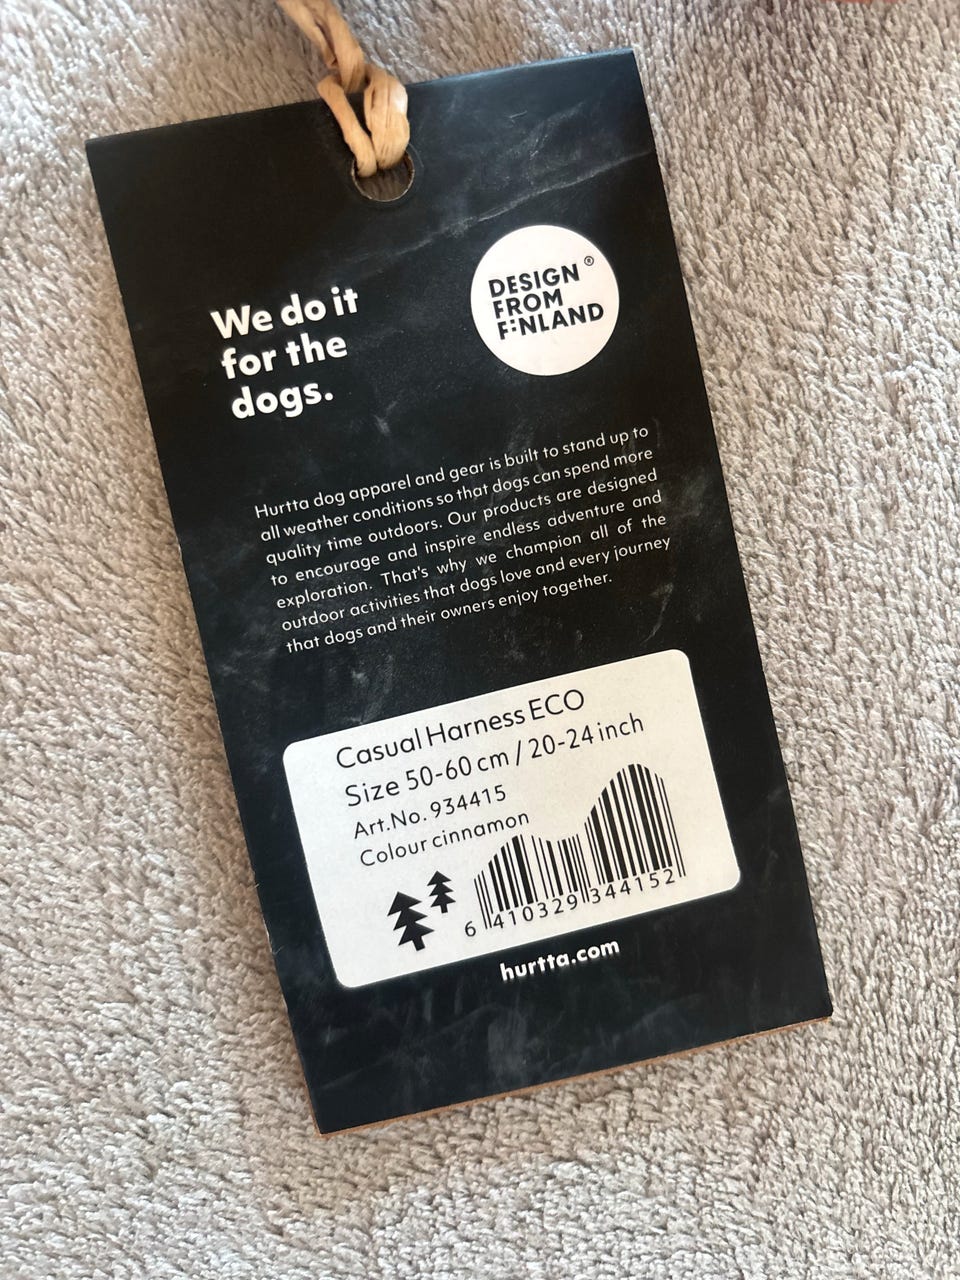 We do it
for the
dogs.
DESIGN ®
FROM
FINLAND
Hurtta dog apparel and gear is built to stand up to
all weather conditions so that dogs can spend more
quality time outdoors. Our products are designed
to encourage and inspire endless adventure and
exploration. That's why we champion all of the
outdoor activities that dogs love and every journey
that dogs and their owners enjoy together.
Casual Harness ECO
Size 50-60 cm / 20-24 inch
Art.No. 934415
Colour cinnamon
6 410329 344152
hurtta.com